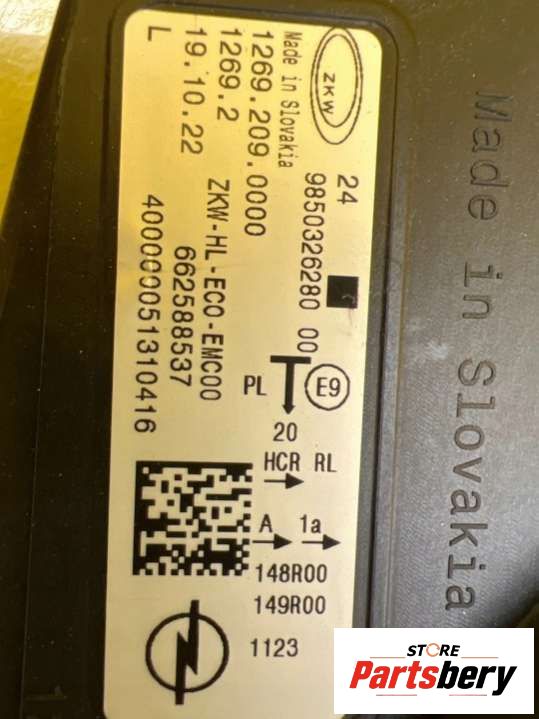 ZKW
Made in Slovakia
1269.209.0000
1269.2
19.10.22
L
24
9850326280 00
ZKW-HL-ECO-EMC00
662588537
4000000051310416
PL
E9
20
HCR RL
A 1a
148R00
149R00
1123
Made in Slovakia
STORE
Partsbery